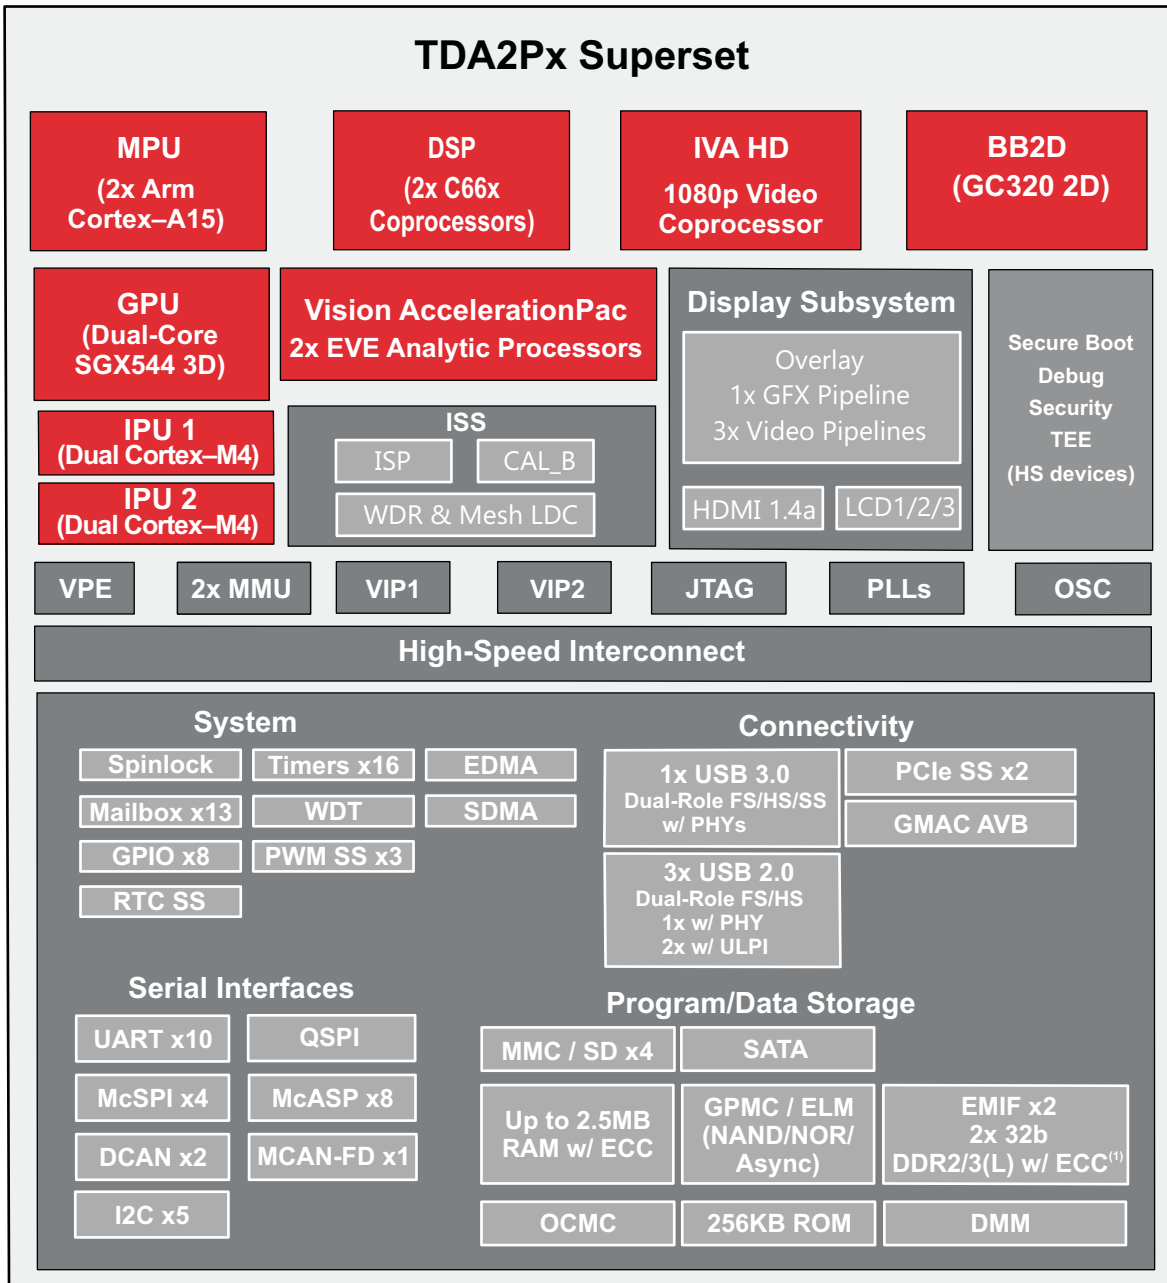 TDA2Px Superset
MPU
(2x Arm
Cortex–A15)
DSP
(2x C66x
Coprocessors)
IVA HD
1080p Video
Coprocessor
BB2D
(GC320 2D)
GPU
(Dual-Core
SGX544 3D)
Vision AccelerationPac
2x EVE Analytic Processors
Display Subsystem
Overlay
1x GFX Pipeline
3x Video Pipelines
HDMI 1.4a
LCD1/2/3
Secure Boot
Debug
Security
TEE
(HS devices)
IPU 1
(Dual Cortex–M4)
IPU 2
(Dual Cortex–M4)
ISS
ISP
CAL_B
WDR & Mesh LDC
VPE
2x MMU
VIP1
VIP2
JTAG
PLLs
OSC
High-Speed Interconnect
System
Spinlock
Timers x16
EDMA
Mailbox x13
WDT
SDMA
GPIO x8
PWM SS x3
RTC SS
Connectivity
1x USB 3.0
Dual-Role FS/HS/SS
w/ PHYs
PCIe SS x2
GMAC AVB
3x USB 2.0
Dual-Role FS/HS
1x w/ PHY
2x w/ ULPI
Serial Interfaces
UART x10
QSPI
McSPI x4
McASP x8
DCAN x2
MCAN-FD x1
I2C x5
Program/Data Storage
MMC / SD x4
SATA
Up to 2.5MB
RAM w/ ECC
GPMC / ELM
(NAND/NOR/
Async)
EMIF x2
2x 32b
DDR2/3(L) w/ ECC(1)
OCMC
256KB ROM
DMM